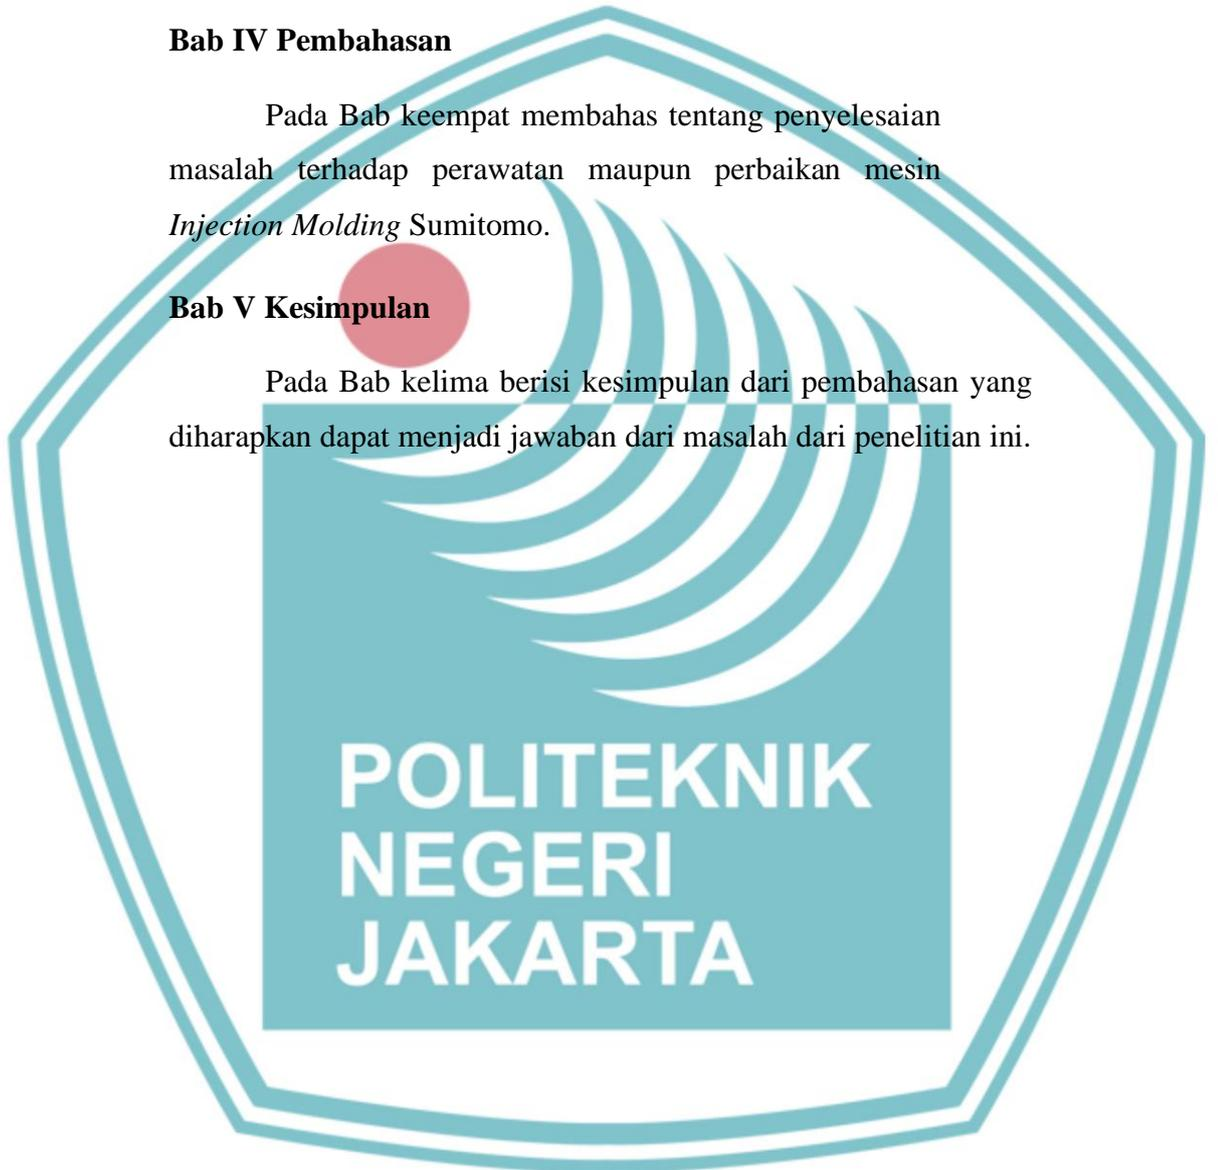 Bab IV Pembahasan
Pada Bab keempat membahas tentang penyelesaian
masalah terhadap perawatan maupun perbaikan mesin
Injection Molding Sumitomo.
Bab V Kesimpulan
Pada Bab kelima berisi kesimpulan dari pembahasan yang
diharapkan dapat menjadi jawaban dari masalah dari penelitian ini.
POLITEKNIK
NEGERI
JAKARTA